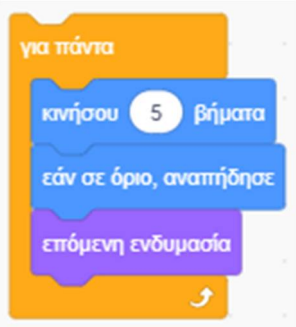 για πάντα
κινήσου 5 βήματα
εάν σε όριο, αναπήδησε
επόμενη ενδυμασία